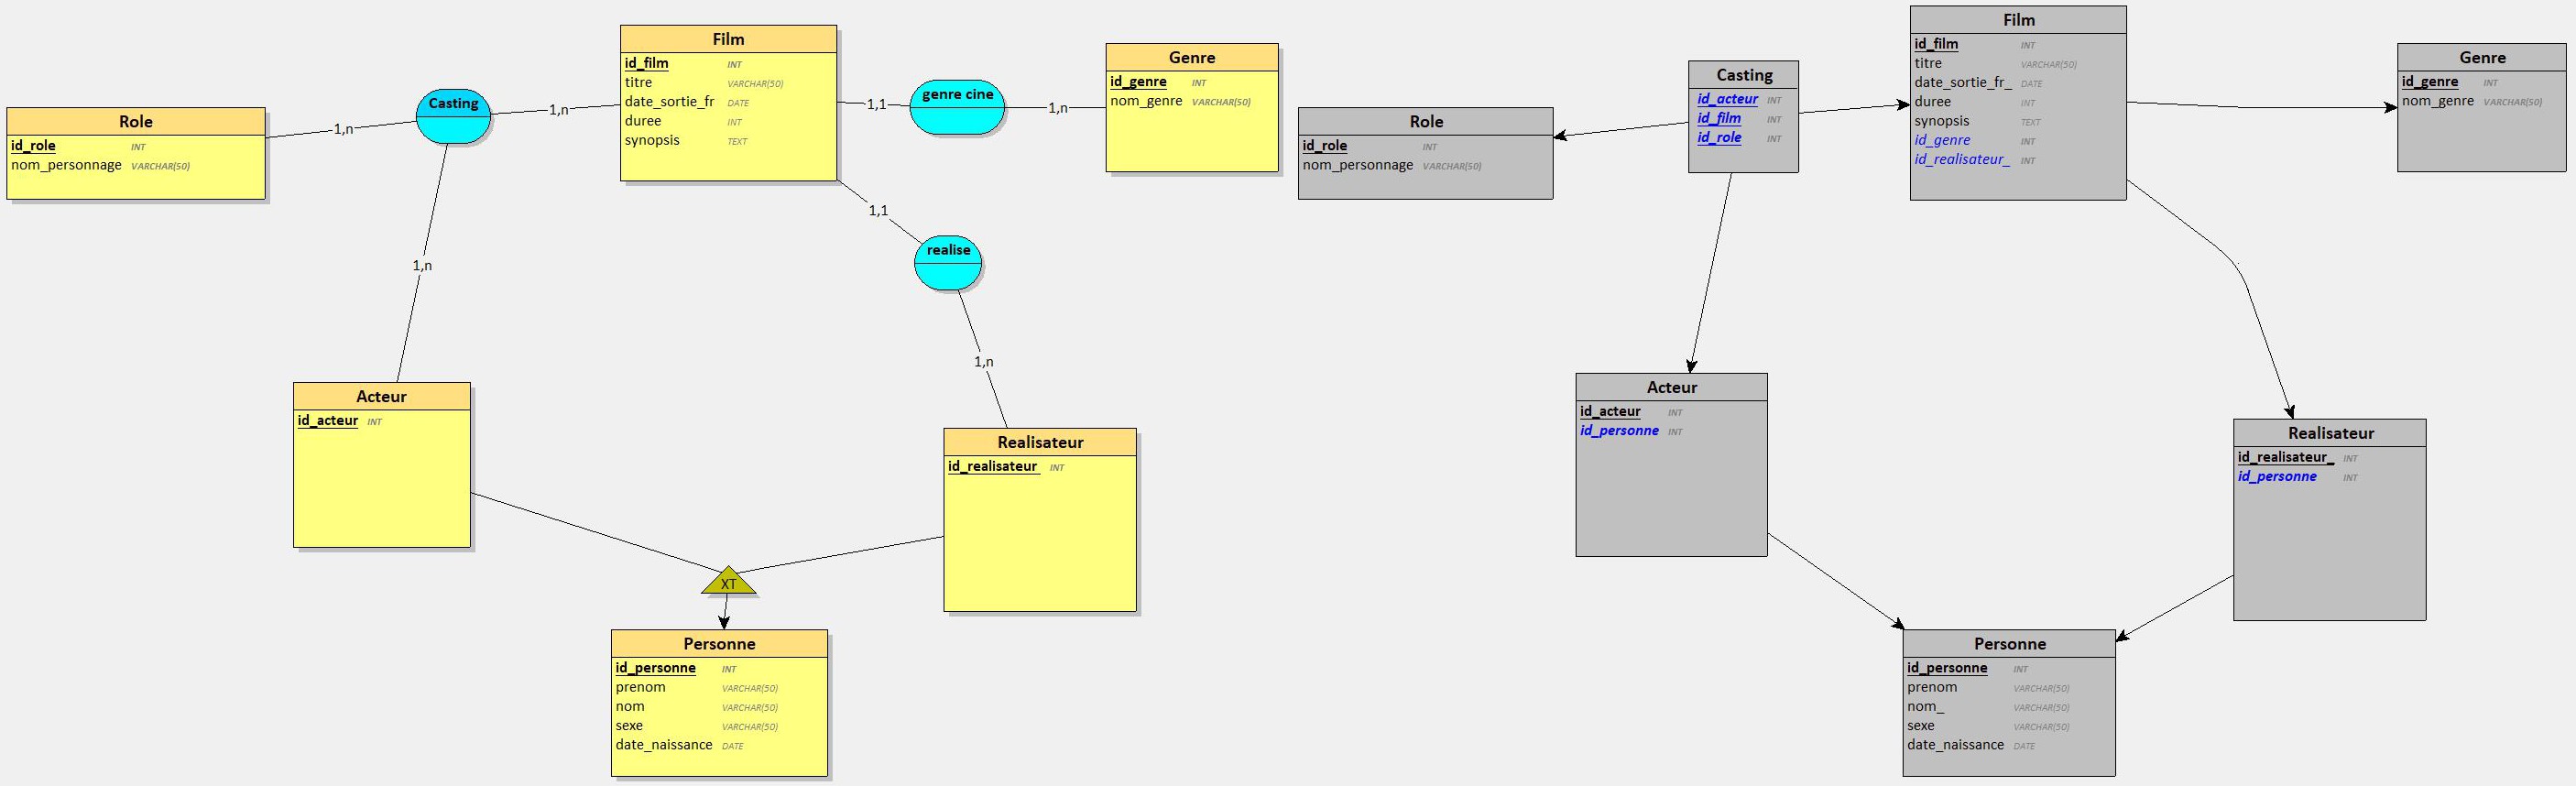 Role
id_role INT
nom_personnage VARCHAR(50)
1,n
Casting
1,n
1,n
Film
id_film INT
titre VARCHAR(50)
date_sortie_fr DATE
duree INT
synopsis TEXT
1,1
genre cine
1,n
Genre
id_genre INT
nom_genre VARCHAR(50)
1,1
realise
1,n
Acteur
id_acteur INT
Realisateur
id_realisateur INT
XT
Personne
id_personne INT
prenom VARCHAR(50)
nom VARCHAR(50)
sexe VARCHAR(50)
date_naissance DATE
Role
id_role INT
nom_personnage VARCHAR(50)
Casting
id_acteur INT
id_film INT
id_role INT
Film
id_film INT
titre VARCHAR(50)
date_sortie_fr_ DATE
duree INT
synopsis TEXT
id_genre INT
id_realisateur_ INT
Genre
id_genre INT
nom_genre VARCHAR(50)
Acteur
id_acteur INT
id_personne INT
Realisateur
id_realisateur_ INT
id_personne INT
Personne
id_personne INT
prenom VARCHAR(50)
nom_ VARCHAR(50)
sexe VARCHAR(50)
date_naissance DATE